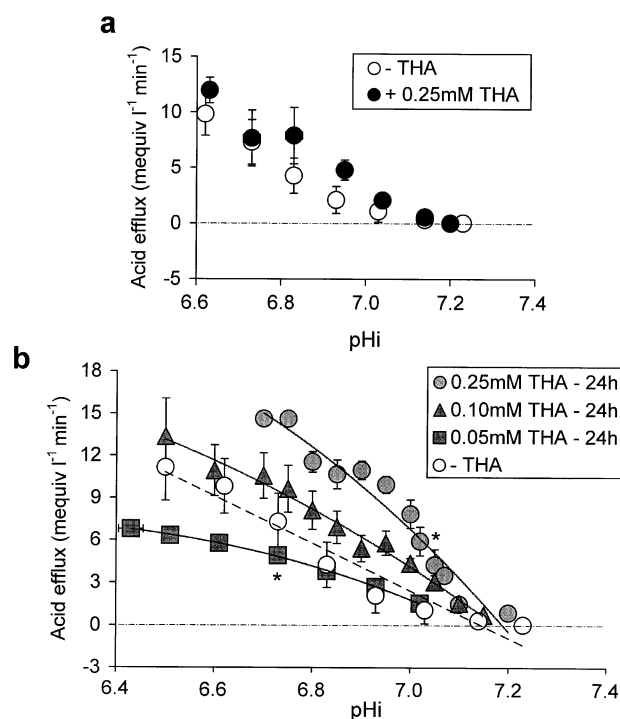 a
Acid efflux (mequiv l⁻¹ min⁻¹)
15
10
5
0
-5
- THA
+ 0.25mM THA
6.6 6.8 7.0 7.2 7.4
pHi
b
Acid efflux (mequiv l⁻¹ min⁻¹)
18
15
12
9
6
3
0
-3
0.25mM THA - 24h
0.10mM THA - 24h
0.05mM THA - 24h
- THA
*
*
6.4 6.6 6.8 7.0 7.2 7.4
pHi